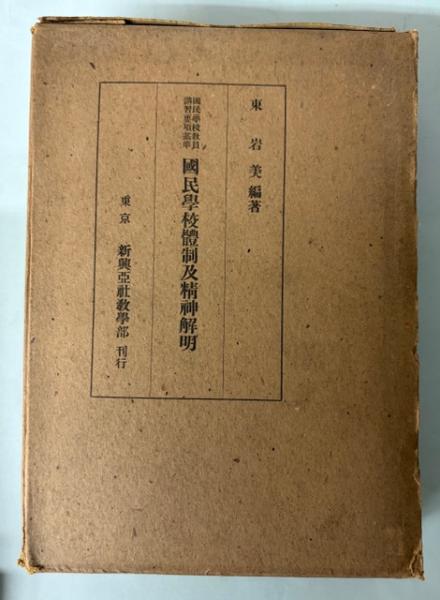 東岩美編著
國民學校教員
講習要項基準
國民學校體制及精神解明
東京 新興亞社教學部 刊行